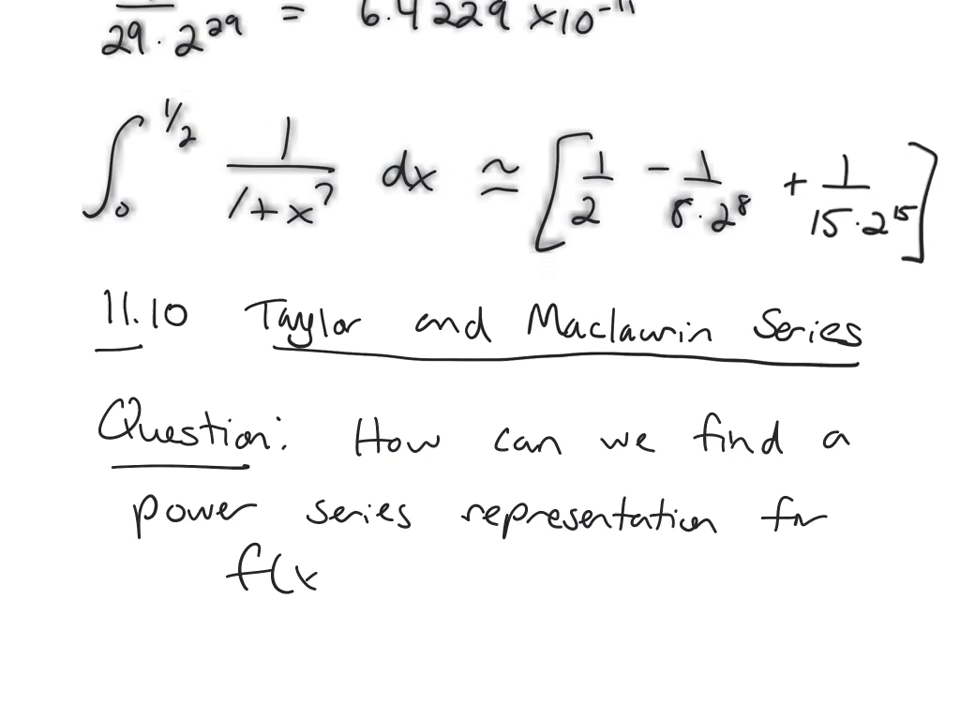 29 · 2^29 = 6.4229 ×10^-11
∫_0^1/2 1/(1+x^7) dx ≈ [1/2 - 1/(8·2^8) + 1/(15·2^15)]
11.10 Taylor and Maclaurin Series
Question: How can we find a
power series representation for
f(x